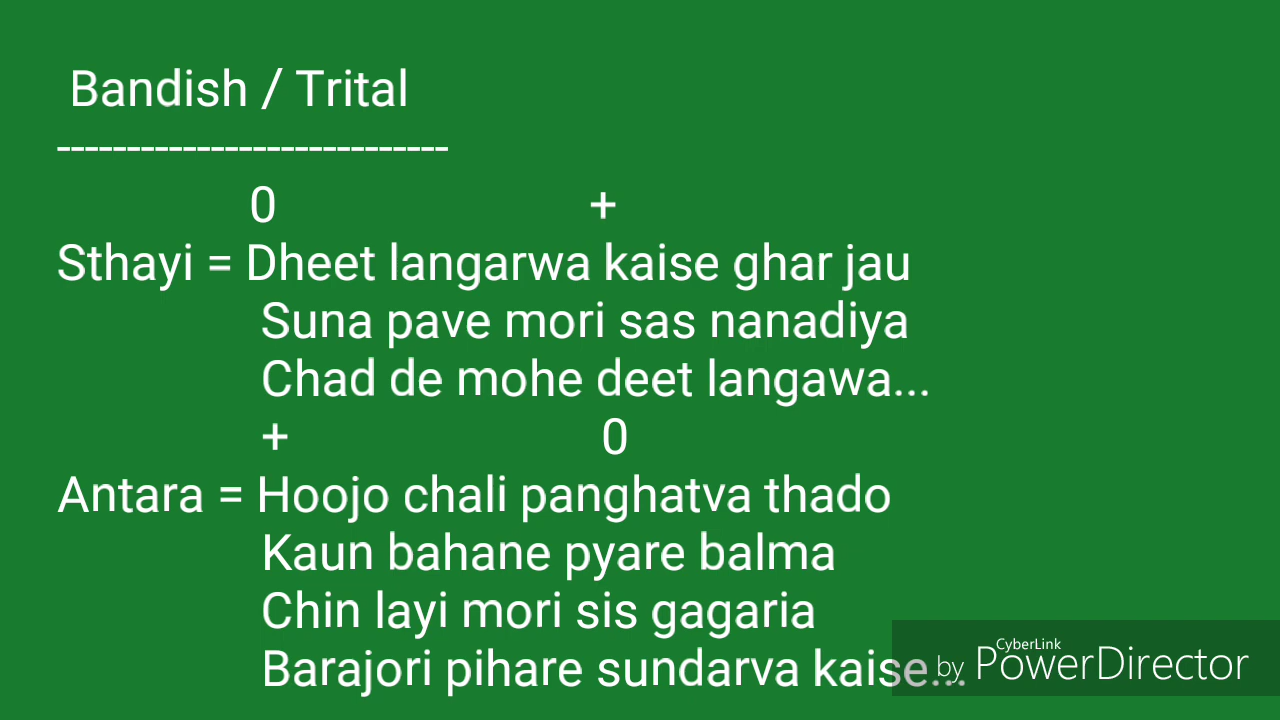 Bandish / Trital
----------------------------
0 +
Sthayi = Dheet langarwa kaise ghar jau
Suna pave mori sas nanadiya
Chad de mohe deet langawa...
+ 0
Antara = Hoojo chali panghatva thado
Kaun bahane pyare balma
Chin layi mori sis gagaria
Barajori pihare sundarva kaise...
by CyberLink PowerDirector